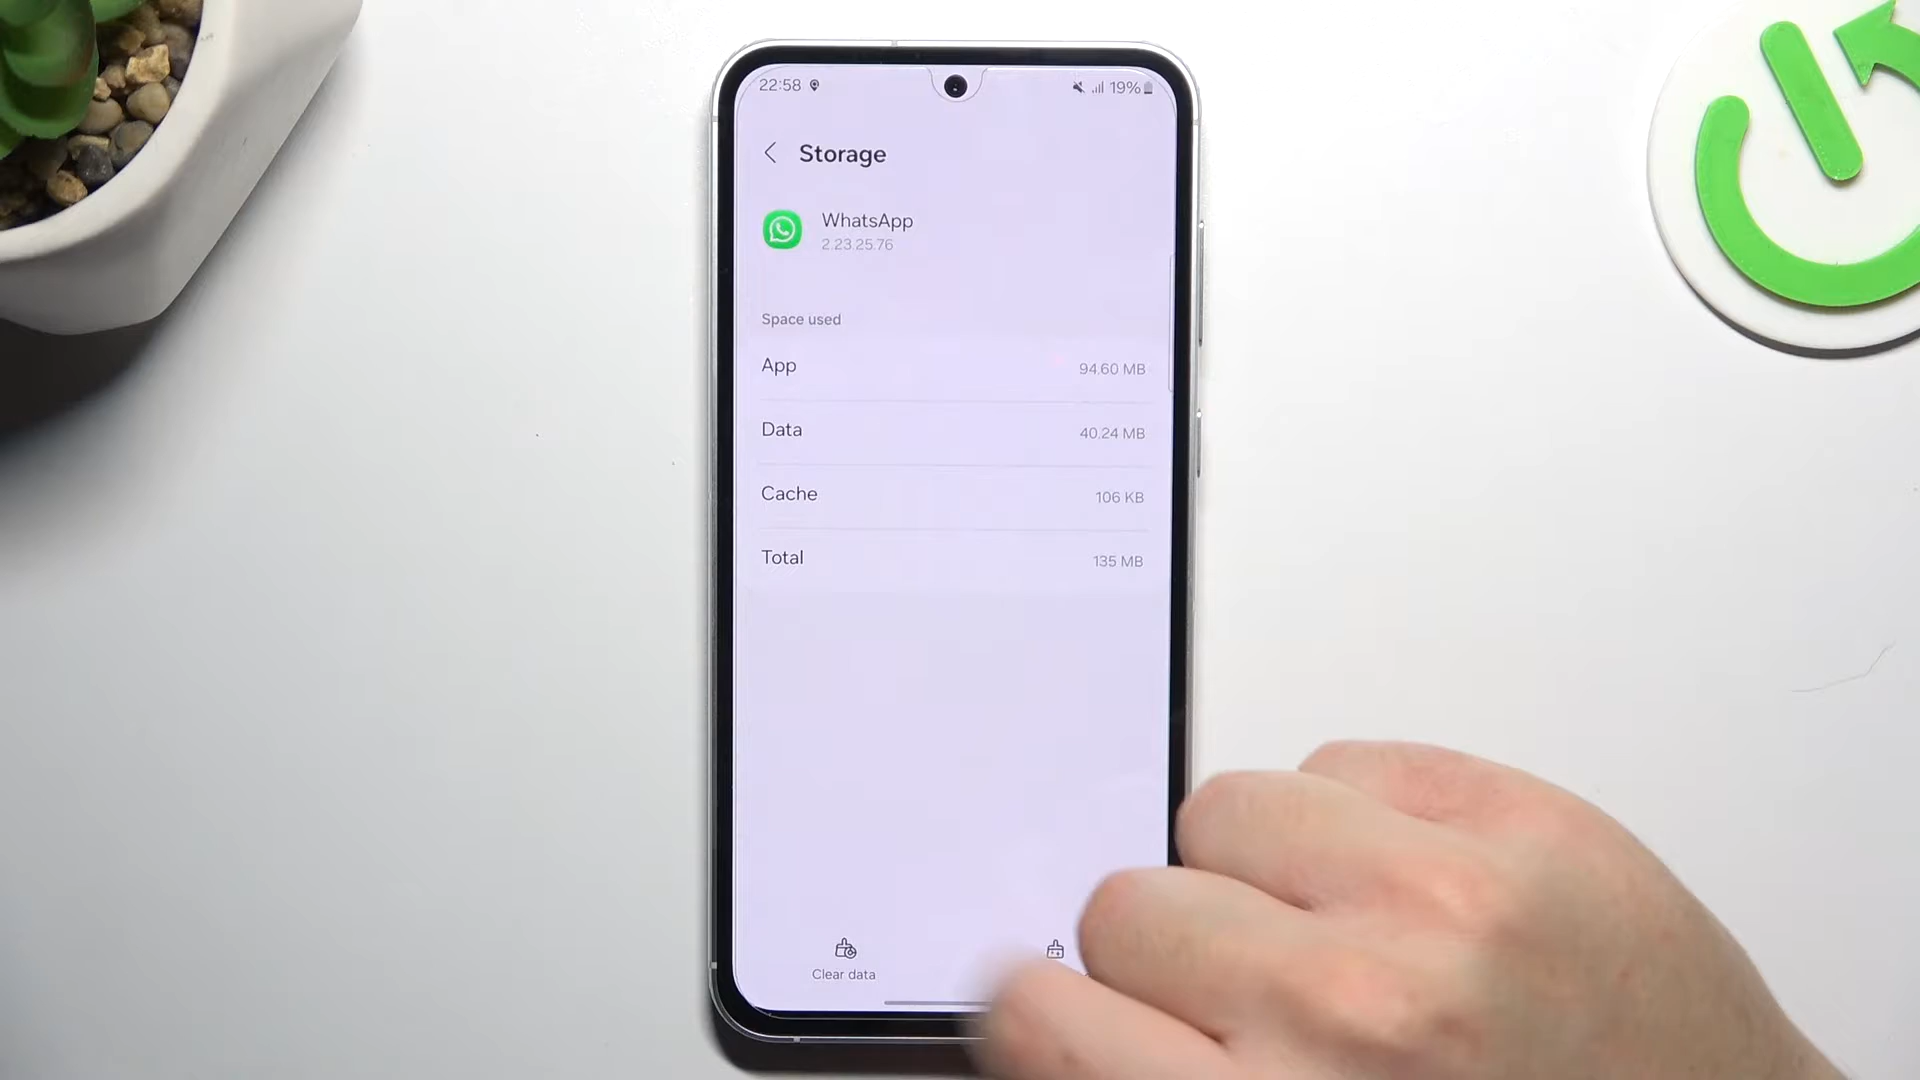 22:58 19%
Storage
WhatsApp
2.23.25.76
Space used
App 94.60 MB
Data 40.24 MB
Cache 106 KB
Total 135 MB
Clear data